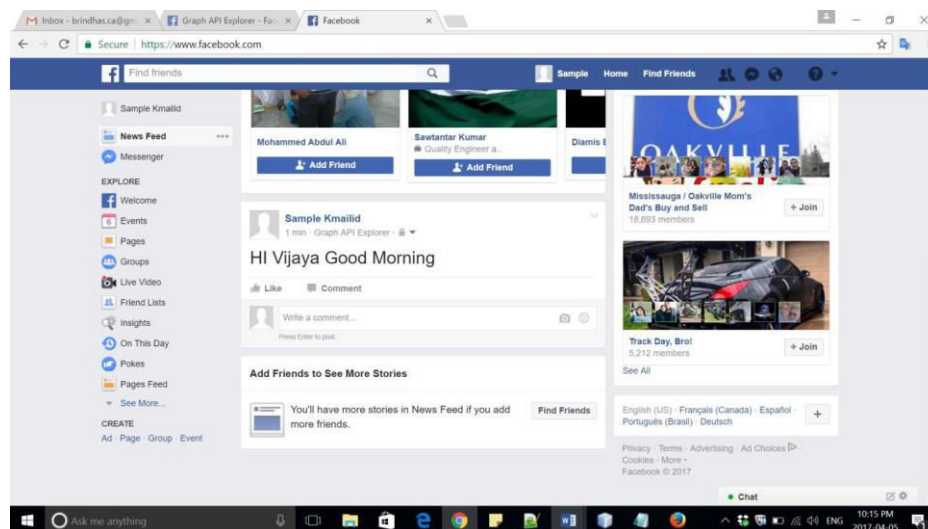 Inbox - brindhas.ca@gm
Graph API Explorer - Fac
Facebook
Secure
https://www.facebook.com
Find friends
Sample
Home
Find Friends
Sample Kmailid
News Feed
Messenger
EXPLORE
Welcome
Events
Pages
Groups
Live Video
Friend Lists
Insights
On This Day
Pokes
Pages Feed
See More...
CREATE
Ad · Page · Group · Event
Mohammed Abdul Ali
Add Friend
Sawtantar Kumar
Quality Engineer a..
Add Friend
Diamis
Sample Kmailid
1 min · Graph API Explorer ·
HI Vijaya Good Morning
Like
Comment
Write a comment...
Press Enter to post.
Add Friends to See More Stories
You'll have more stories in News Feed if you add
more friends.
Find Friends
OAKVILLE
Mississauga / Oakville Mom's
Dad's Buy and Sell
18,693 members
+ Join
Track Day, Bro!
5,212 members
+ Join
See All
English (US) · Français (Canada) · Español ·
Português (Brasil) · Deutsch
Privacy · Terms · Advertising · Ad Choices ·
Cookies · More
Facebook © 2017
Chat
Ask me anything
ENG
10:15 PM
2017-04-05